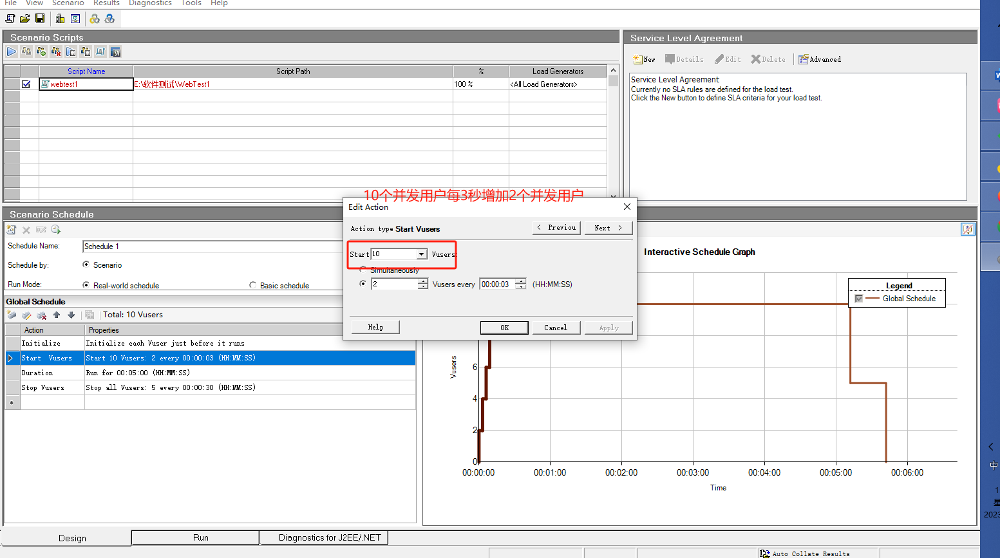 File View Scenario Results Diagnostics Tools Help
Scenario Scripts
SY
Script Name Script Path % Load Generators
webtest1 E:\软件测试\WebTest1 100 % <All Load Generators>
Service Level Agreement
New Details Edit Delete Advanced
Service Level Agreement
Currently no SLA rules are defined for the load test.
Click the New button to define SLA criteria for your load test.
10个并发用户每3秒增加2个并发用户
Edit Action
Action type Start Vusers
< Previou Next >
Start 10 Vusers
Simultaneously
2 Vusers every 00:00:03 (HH:MM:SS)
Help OK Cancel Apply
Scenario Schedule
Schedule Name: Schedule 1
Schedule by: Scenario
Run Mode: Real-world schedule Basic schedule
Global Schedule
Total: 10 Vusers
Action Properties
Initialize Initialize each Vuser just before it runs
Start Vusers Start 10 Vusers: 2 every 00:00:03 (HH:MM:SS)
Duration Run for 00:05:00 (HH:MM:SS)
Stop Vusers Stop all Vusers: 5 every 00:00:30 (HH:MM:SS)
*
Interactive Schedule Graph
Legend
Global Schedule
Vusers
6
4
2
0
00:00:00 00:01:00 00:02:00 00:03:00 00:04:00 00:05:00 00:06:00
Time
Design Run Diagnostics for J2EE/.NET
Auto Collate Results
中
1
星
2023